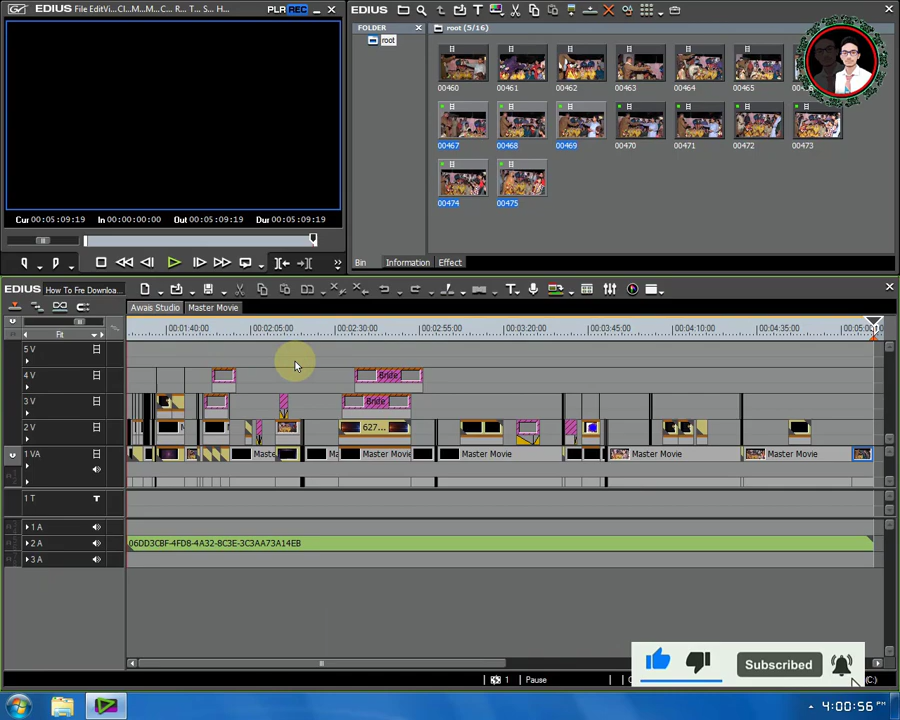 File EditVi... C... R... T... S... H...
PLR REC
EDIUS
FOLDER
root (5/16)
root
00460 00461 00462 00463 00464 00465
00467 00468 00469 00470 00471 00472 00473
00474 00475
Cur 00:05:09:19 In 00:00:00:00 Out 00:05:09:19 Dur 00:05:09:19
Bin Information Effect
EDIUS How To Fre Downloa...
Awais Studio Master Movie
Fit
00:01:40:00 00:02:05:00 00:02:30:00 00:02:55:00 00:03:20:00 00:03:45:00 00:04:10:00 00:04:35:00 00:05:00:0
5 V
4 V Bride
3 V Bride
2 V 627...
1 VA Maste Ma Master Movie Master Movie Master Movie Master Movie
1 T T
1 A
2 A 06DD3CBF-4FD8-4A32-8C3E-3C3AA73A14EB
3 A
Subscribed
1 Pause (C:)
4:00:56 PM